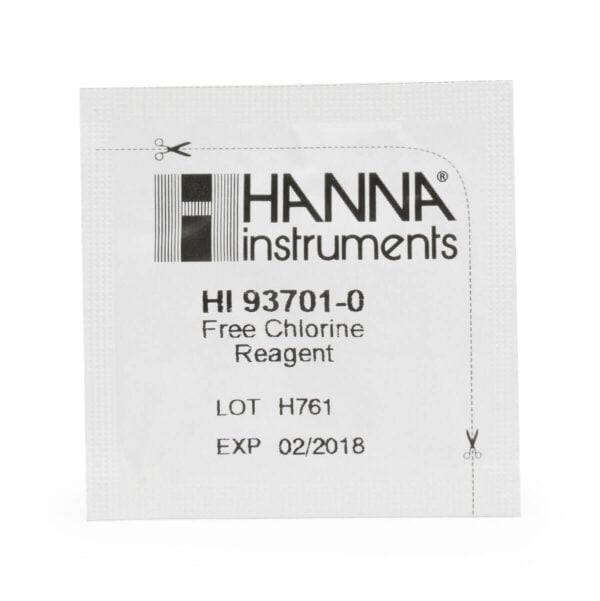 HANNA®
instruments
HI 93701-0
Free Chlorine
Reagent
LOT H761
EXP 02/2018